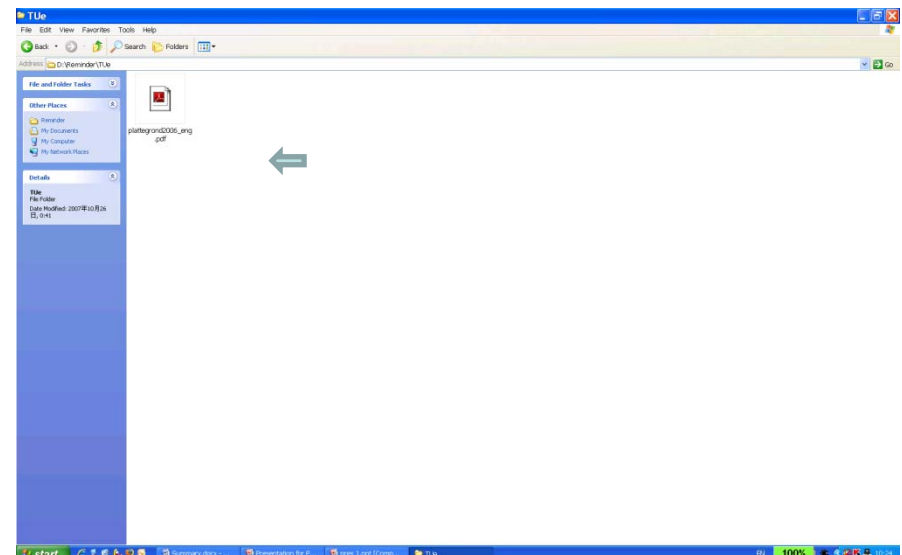 TUe
File Edit View Favorites Tools Help
Back Search Folders
Address D:\Reminder\TUe Go
File and Folder Tasks
Other Places
Reminder
My Documents
My Computer
My Network Places
Details
TUe
File Folder
Date Modified: 2007年10月26
日, 0:41
plattegrond2006_eng
.pdf
start Summary.docx - Presentation for P... TUe EN 100% 10:24